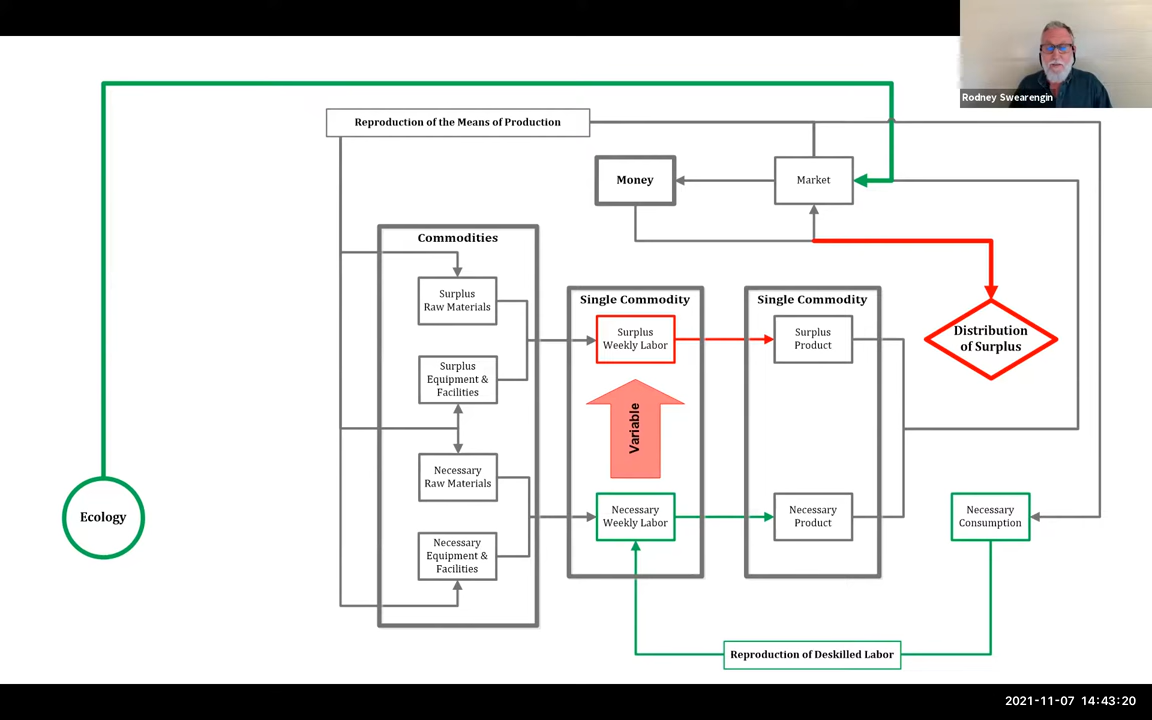 Rodney Swearengin
Reproduction of the Means of Production
Money
Market
Commodities
Surplus
Raw Materials
Surplus
Equipment &
Facilities
Necessary
Raw Materials
Necessary
Equipment &
Facilities
Single Commodity
Surplus
Weekly Labor
Variable
Necessary
Weekly Labor
Single Commodity
Surplus
Product
Necessary
Product
Distribution
of Surplus
Necessary
Consumption
Ecology
Reproduction of Deskilled Labor
2021-11-07 14:43:20